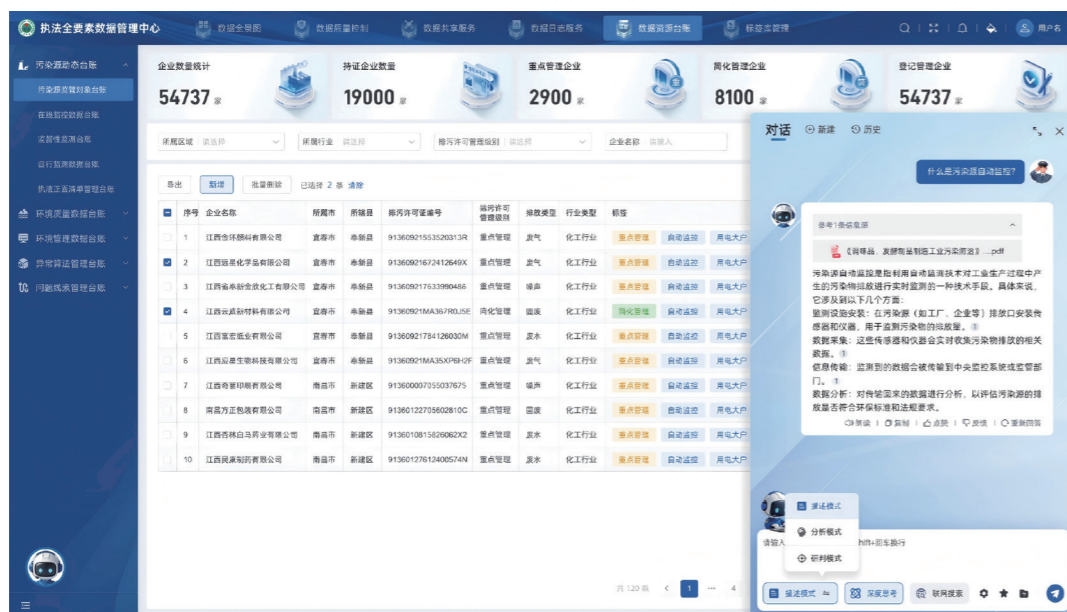 执法全要素数据管理中心
数据全景图
数据质量控制
数据共享服务
数据日志服务
数据资源台账
标签库管理
用户名
污染源动态台账
污染源监管对象台账
在线监控数据台账
监督性监测台账
自行监测数据台账
执法正面清单管理台账
环境质量数据台账
环境管理数据台账
异常算法管理台账
问题线索管理台账
企业数量统计
54737 家
持证企业数量
19000 家
重点管理企业
2900 家
简化管理企业
8100 家
登记管理企业
54737 家
所属区域 请选择
所属行业 请选择
排污许可管理级别 请选择
企业名称 请输入
导出 新增 批量删除 已选择 2 条 清除
序号 企业名称 所属市 所辖县 排污许可证编号 排污许可管理级别 排放类型 行业类型 标签
1 江西金环颜料有限公司 宜春市 奉新县 91360921553520313R 重点管理 废气 化工行业 重点管理 自动监控 用电大户
2 江西远星化学品有限公司 宜春市 奉新县 91360921672412649X 重点管理 废气 化工行业 重点管理 自动监控 用电大户
3 江西省奉新金欣化工有限公司 宜春市 奉新县 913609217633990486 重点管理 噪声 化工行业 重点管理 自动监控 用电大户
4 江西云威新材料有限公司 宜春市 奉新县 91360921MA367R0J5E 简化管理 固废 化工行业 简化管理 自动监控 用电大户
5 江西富宏纸业有限公司 宜春市 奉新县 91360921784126030M 重点管理 废水 化工行业 重点管理 自动监控 用电大户
6 江西应星生物科技有限公司 宜春市 奉新县 91360921MA35XP6H2F 重点管理 废气 化工行业 重点管理 自动监控 用电大户
7 江西奇誉印刷有限公司 南昌市 新建区 913600007055037675 重点管理 噪声 化工行业 重点管理 自动监控 用电大户
8 南昌方正包装有限公司 南昌市 新建区 91360122705602810C 重点管理 固废 化工行业 重点管理 自动监控 用电大户
9 江西杏林白马药业有限公司 南昌市 新建区 9136010815826062X2 重点管理 废水 化工行业 重点管理 自动监控 用电大户
10 江西民康制药有限公司 南昌市 新建区 91360127612400574N 重点管理 废水 化工行业 重点管理 自动监控 用电大户
共 120 条 1 ··· 4
对话 新建 历史
什么是污染源自动监控?
参考1条信息源
《调味品、发酵制品制造工业污染防治》....pdf
污染源自动监控是指利用自动监测技术对工业生产过程中产
生的污染物排放进行实时监测的一种技术手段。具体来说,
它涉及到以下几个方面:
监测设施安装:在污染源(如工厂、企业等)排放口安装传
感器和仪器,用于监测污染物的排放量。①
数据采集:这些传感器和仪器会实时收集污染物排放的相关
数据。①
信息传输:监测到的数据会被传输到中央监控系统或监管部
门。①
数据分析:对传输回来的数据进行分析,以评估污染源的排
放是否符合环保标准和法规要求。
朗读 复制 点赞 反馈 重新回答
描述模式
分析模式
研判模式
请输入 hift+回车换行
描述模式 深度思考 联网搜索